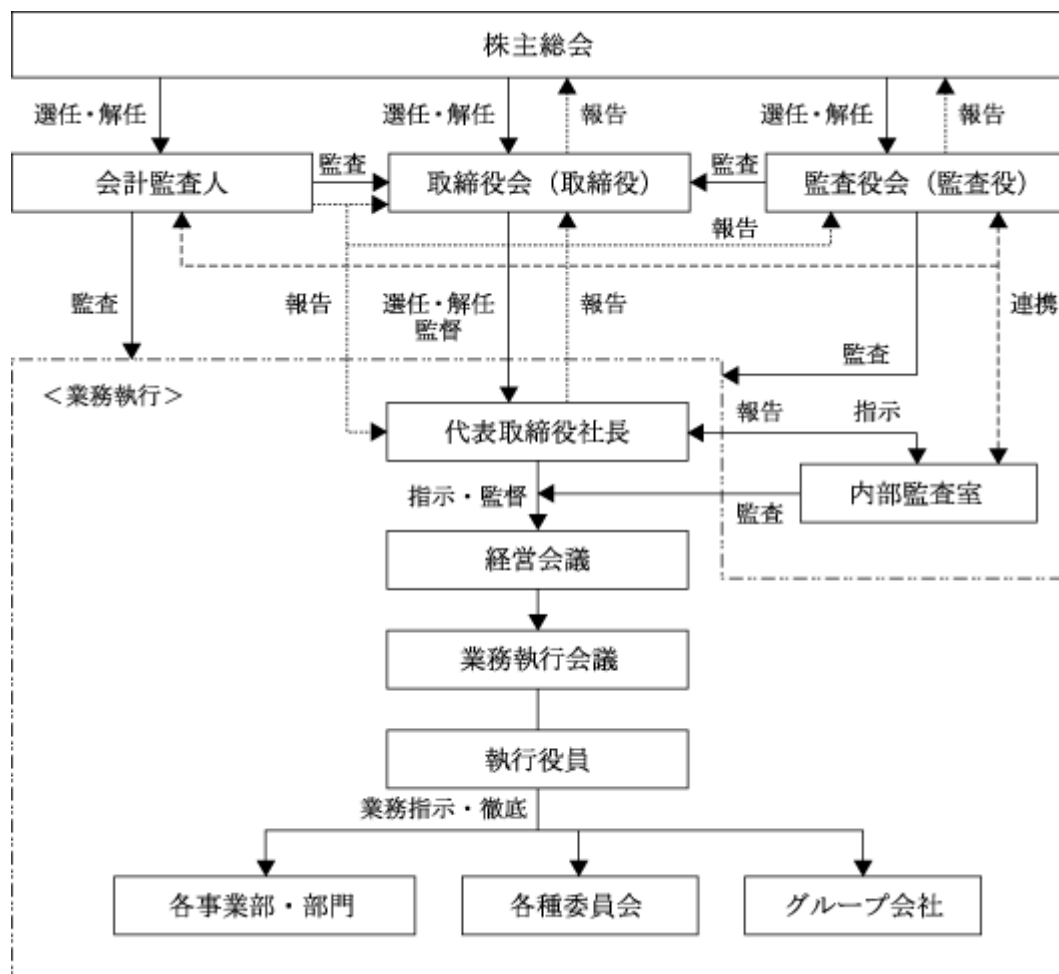 株主総会
選任・解任
選任・解任
報告
選任・解任
報告
会計監査人
監査
取締役会（取締役）
監査
監査役会（監査役）
報告
監査
報告
選任・解任
監督
報告
連携
監査
＜業務執行＞
代表取締役社長
報告
指示
内部監査室
指示・監督
監査
経営会議
業務執行会議
執行役員
業務指示・徹底
各事業部・部門
各種委員会
グループ会社